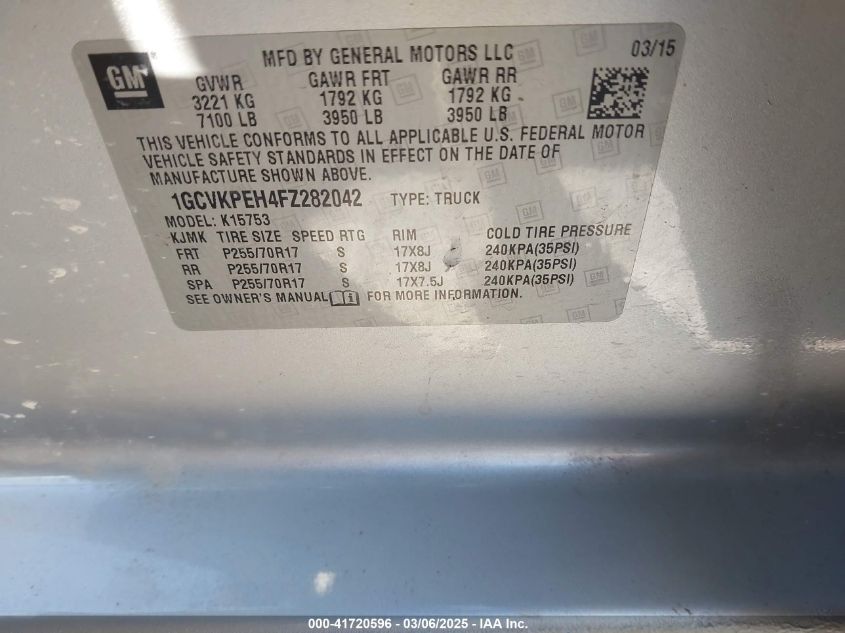 GM
MFD BY GENERAL MOTORS LLC 03/15
GVWR GAWR FRT GAWR RR
3221 KG 1792 KG 1792 KG
7100 LB 3950 LB 3950 LB
THIS VEHICLE CONFORMS TO ALL APPLICABLE U.S. FEDERAL MOTOR
VEHICLE SAFETY STANDARDS IN EFFECT ON THE DATE OF
MANUFACTURE SHOWN ABOVE.
1GCVKPEH4FZ282042 TYPE: TRUCK
MODEL: K15753
KJMK TIRE SIZE SPEED RTG RIM COLD TIRE PRESSURE
FRT P255/70R17 S 17X8J 240KPA(35PSI)
RR P255/70R17 S 17X8J 240KPA(35PSI)
SPA P255/70R17 S 17X7.5J 240KPA(35PSI)
SEE OWNER'S MANUAL FOR MORE INFORMATION.
000-41720596 - 03/06/2025 - IAA Inc.